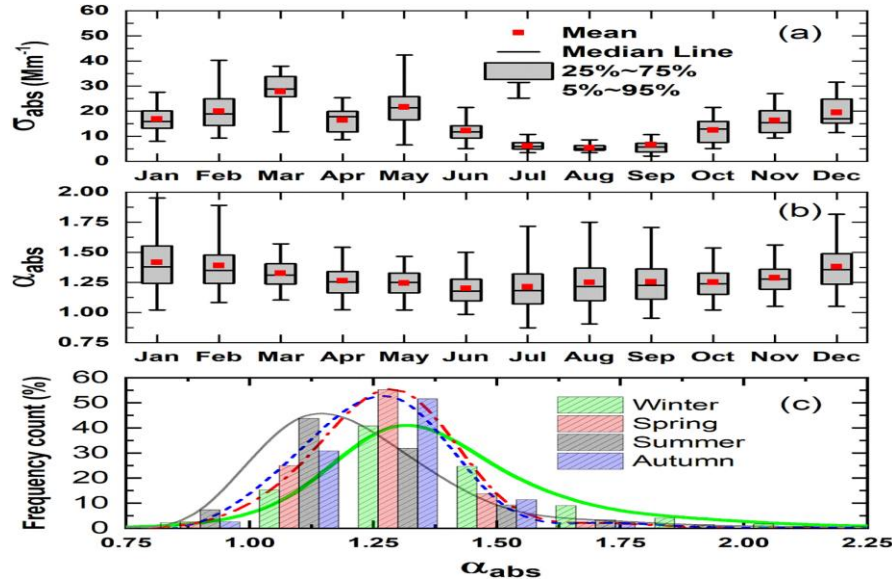 60
50
40
30
20
10
0
σabs (Mm-1)
(a)
Mean
Median Line
25%~75%
5%~95%
Jan Feb Mar Apr May Jun Jul Aug Sep Oct Nov Dec
2.00
1.75
1.50
1.25
1.00
0.75
αabs
(b)
Jan Feb Mar Apr May Jun Jul Aug Sep Oct Nov Dec
60
50
40
30
20
10
0
Frequency count (%)
(c)
Winter
Spring
Summer
Autumn
0.75 1.00 1.25 1.50 1.75 2.00 2.25
αabs